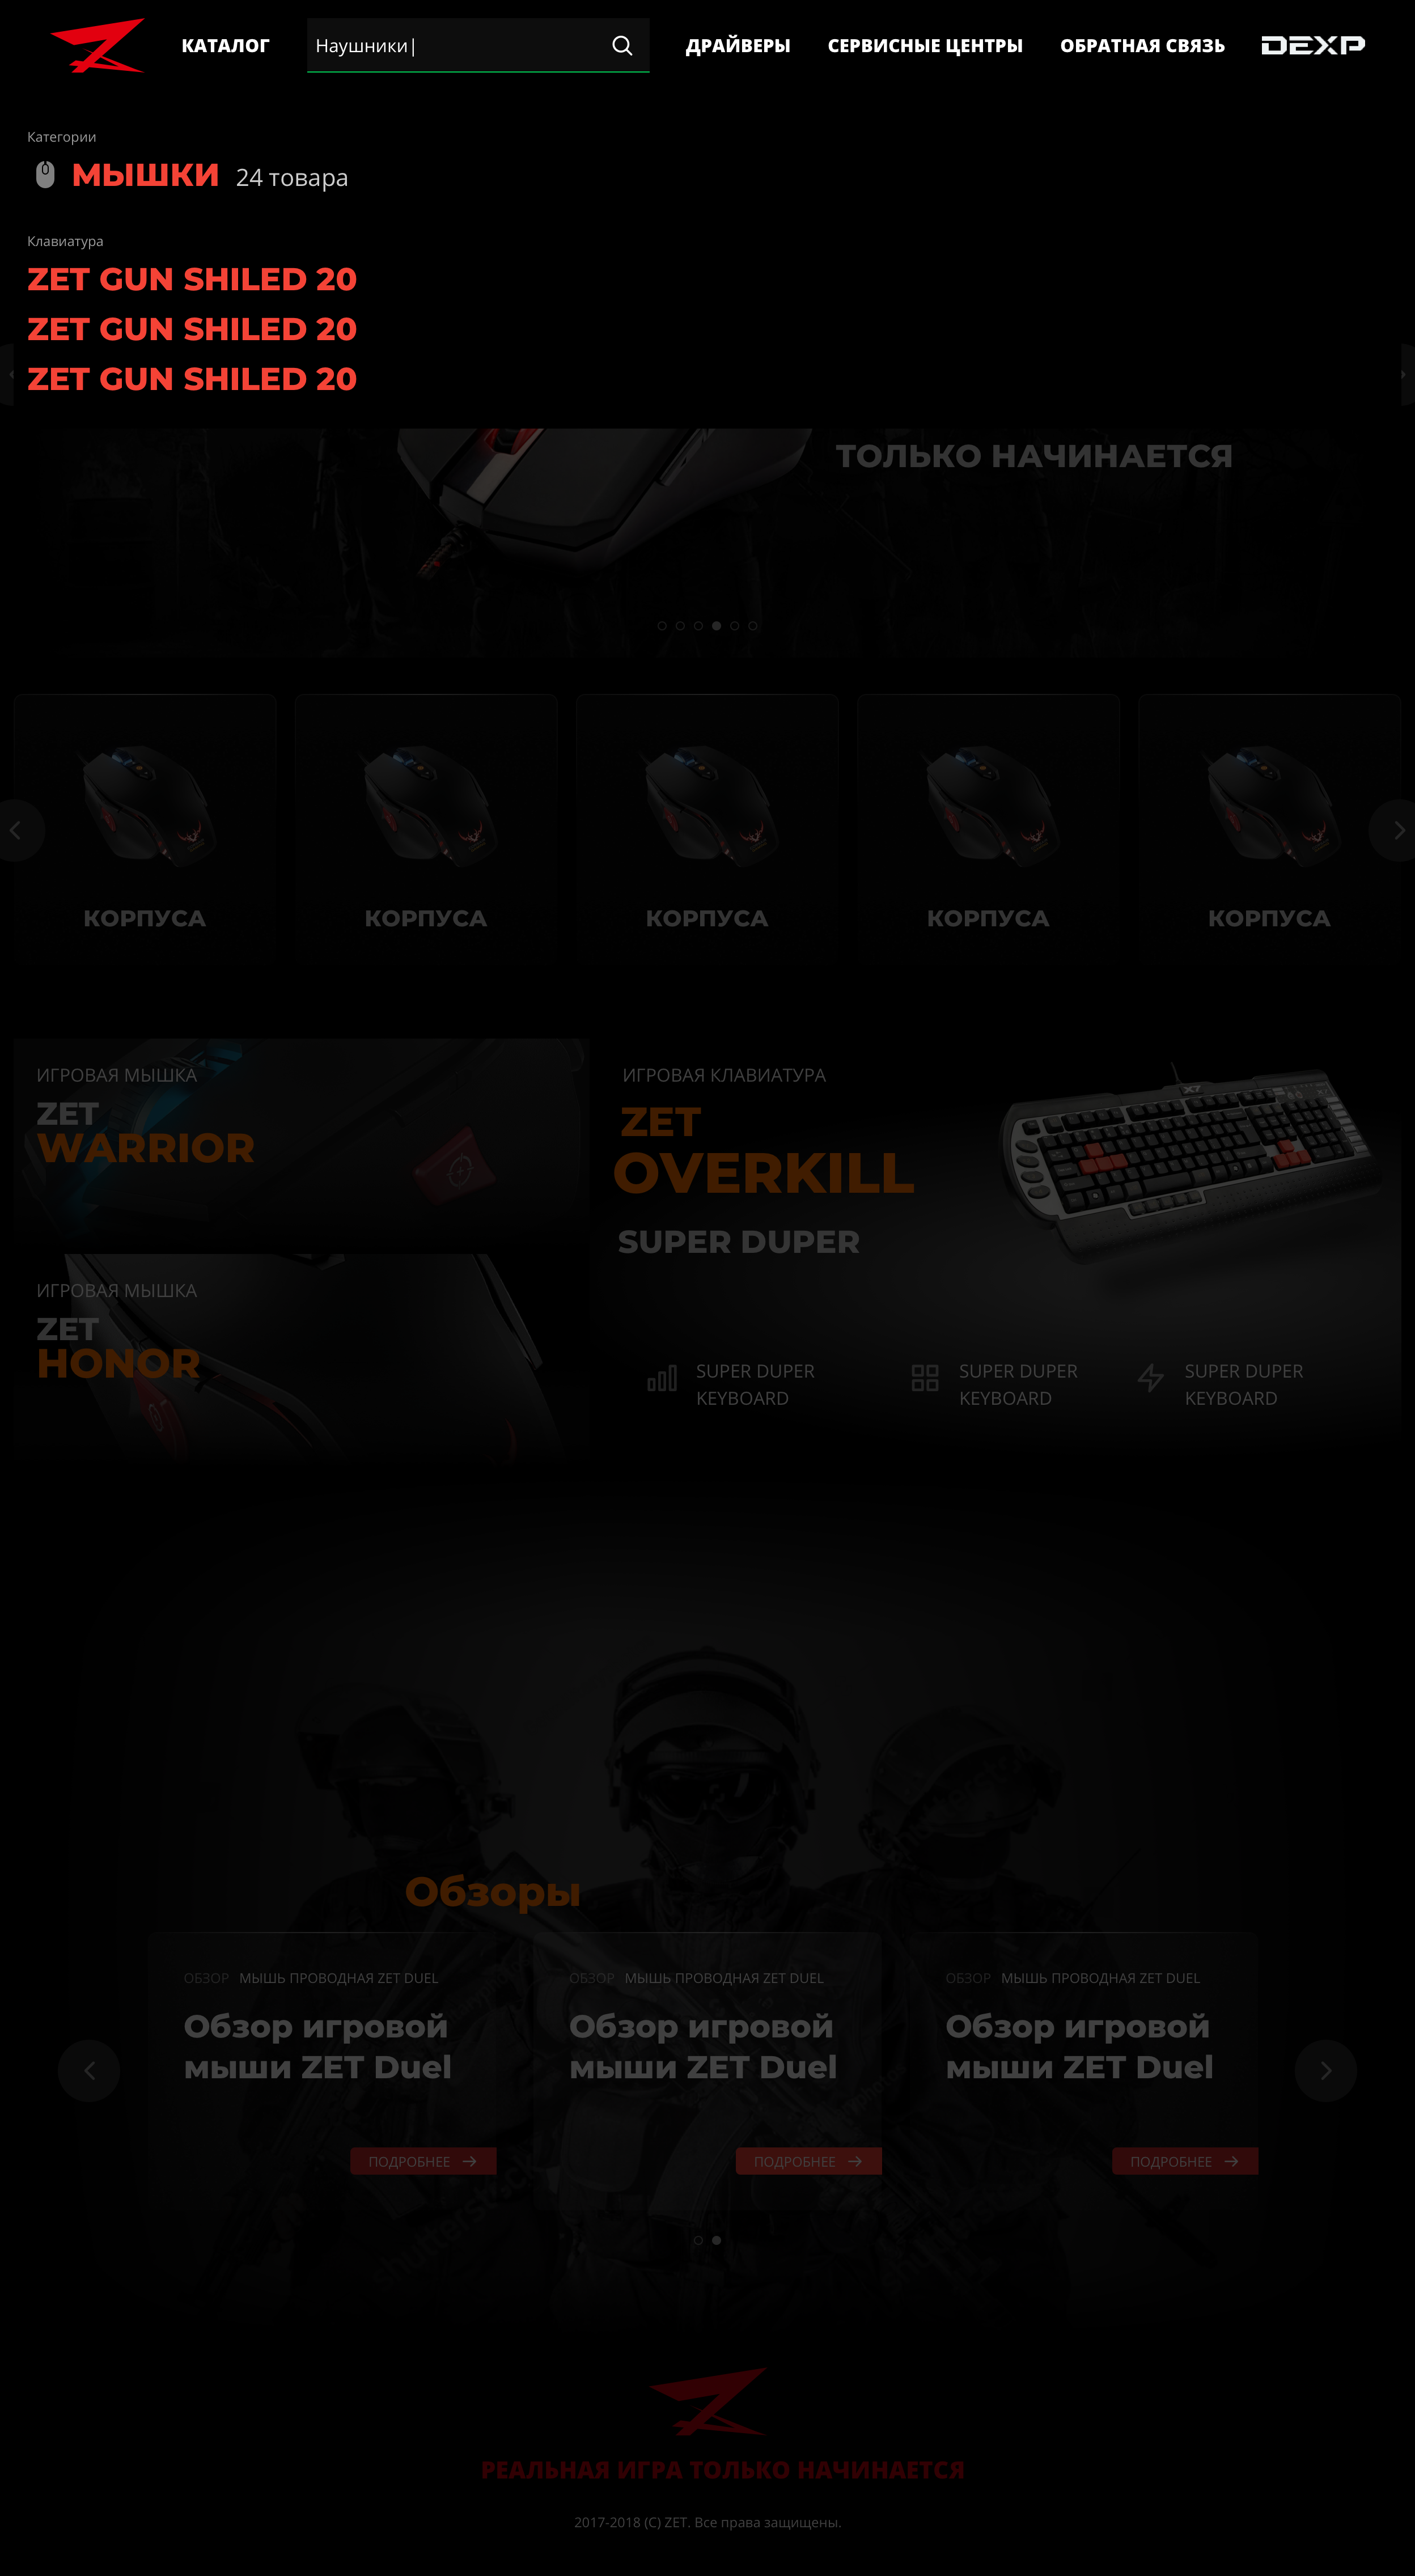 КАТАЛОГ
Наушники|
ДРАЙВЕРЫ
СЕРВИСНЫЕ ЦЕНТРЫ
ОБРАТНАЯ СВЯЗЬ
DEXP
Категории
МЫШКИ 24 товара
Клавиатура
ZET GUN SHILED 20
ZET GUN SHILED 20
ZET GUN SHILED 20
ТОЛЬКО НАЧИНАЕТСЯ
КОРПУСА
КОРПУСА
КОРПУСА
КОРПУСА
КОРПУСА
ИГРОВАЯ МЫШКА
ZET
WARRIOR
ИГРОВАЯ МЫШКА
ZET
HONOR
ИГРОВАЯ КЛАВИАТУРА
ZET
OVERKILL
SUPER DUPER
X7
SUPER DUPER
KEYBOARD
SUPER DUPER
KEYBOARD
SUPER DUPER
KEYBOARD
Обзоры
ОБЗОР МЫШЬ ПРОВОДНАЯ ZET DUEL
Обзор игровой
мыши ZET Duel
ПОДРОБНЕЕ
ОБЗОР МЫШЬ ПРОВОДНАЯ ZET DUEL
Обзор игровой
мыши ZET Duel
ПОДРОБНЕЕ
ОБЗОР МЫШЬ ПРОВОДНАЯ ZET DUEL
Обзор игровой
мыши ZET Duel
ПОДРОБНЕЕ
РЕАЛЬНАЯ ИГРА ТОЛЬКО НАЧИНАЕТСЯ
2017-2018 (C) ZET. Все права защищены.